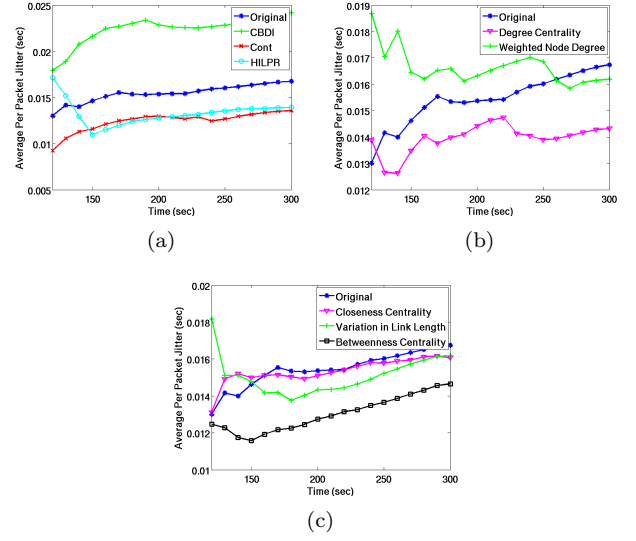 0.025
0.02
0.015
0.01
0.005
150
200
250
300
Time (sec)
Average Per Packet Jitter (sec)
Original
CBDI
Cont
HILPR
(a)
0.019
0.018
0.017
0.016
0.015
0.014
0.013
0.012
150
200
250
300
Time (sec)
Average Per Packet Jitter (sec)
Original
Degree Centrality
Weighted Node Degree
(b)
0.02
0.018
0.016
0.014
0.012
0.01
150
200
250
300
Time (sec)
Average Per Packet Jitter (sec)
Original
Closeness Centrality
Variation in Link Length
Betweenness Centrality
(c)